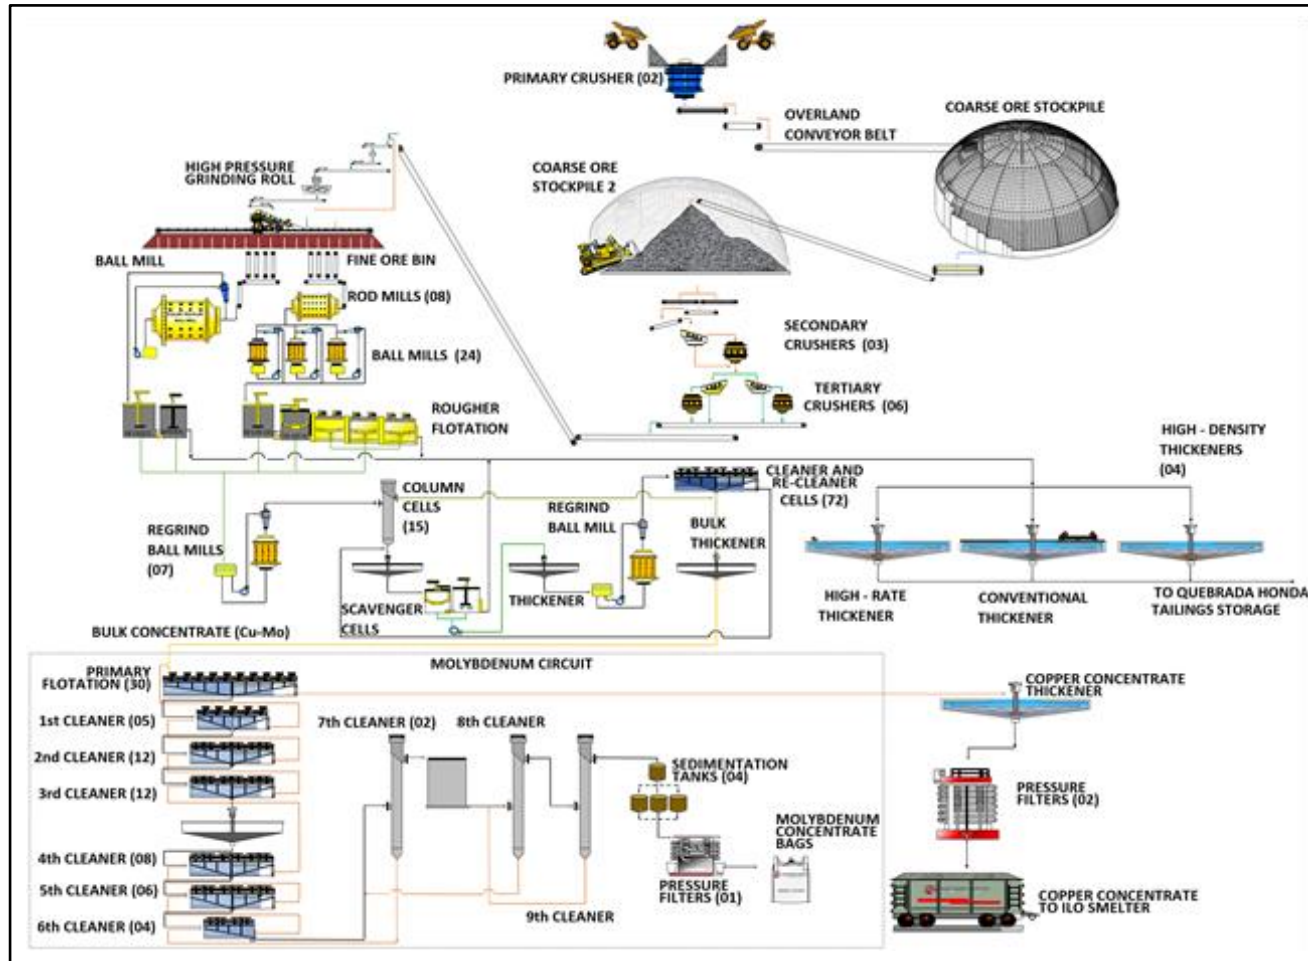 PRIMARY CRUSHER (02)
OVERLAND
CONVEYOR BELT
COARSE ORE STOCKPILE
COARSE ORE
STOCKPILE 2
HIGH PRESSURE
GRINDING ROLL
BALL MILL
FINE ORE BIN
ROD MILLS (08)
BALL MILLS (24)
SECONDARY
CRUSHERS (03)
TERTIARY
CRUSHERS (06)
ROUGHER
FLOTATION
HIGH - DENSITY
THICKENERS
(04)
CLEANER AND
RE-CLEANER
CELLS (72)
COLUMN
CELLS
(15)
REGRIND
BALL MILL
BULK
THICKENER
REGRIND
BALL MILLS
(07)
SCAVENGER
CELLS
THICKENER
HIGH - RATE
THICKENER
CONVENTIONAL
THICKENER
TO QUEBRADA HONDA
TAILINGS STORAGE
BULK CONCENTRATE (Cu-Mo)
MOLYBDENUM CIRCUIT
PRIMARY
FLOTATION (30)
1st CLEANER (05)
2nd CLEANER (12)
3rd CLEANER (12)
4th CLEANER (08)
5th CLEANER (06)
6th CLEANER (04)
7th CLEANER (02)
8th CLEANER
9th CLEANER
SEDIMENTATION
TANKS (04)
MOLYBDENUM
CONCENTRATE
BAGS
PRESSURE
FILTERS (01)
COPPER CONCENTRATE
THICKENER
PRESSURE
FILTERS (02)
COPPER CONCENTRATE
TO ILO SMELTER